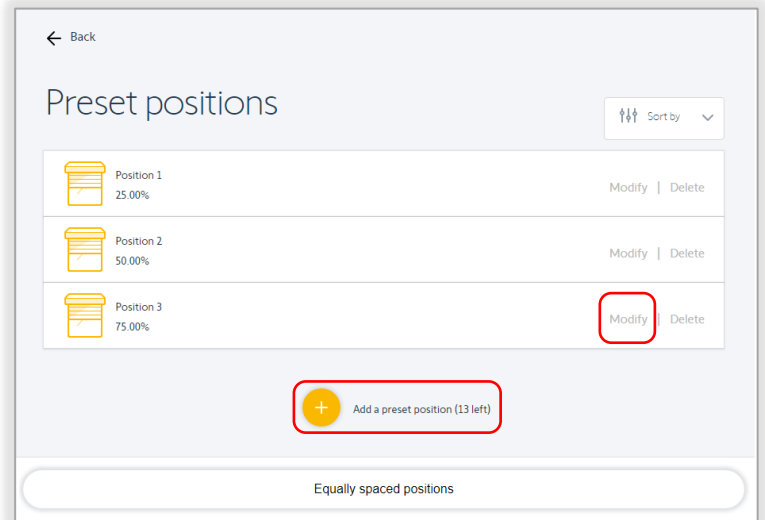 Back
Preset positions
Sort by
Position 1
25.00%
Modify | Delete
Position 2
50.00%
Modify | Delete
Position 3
75.00%
Modify | Delete
Add a preset position (13 left)
Equally spaced positions